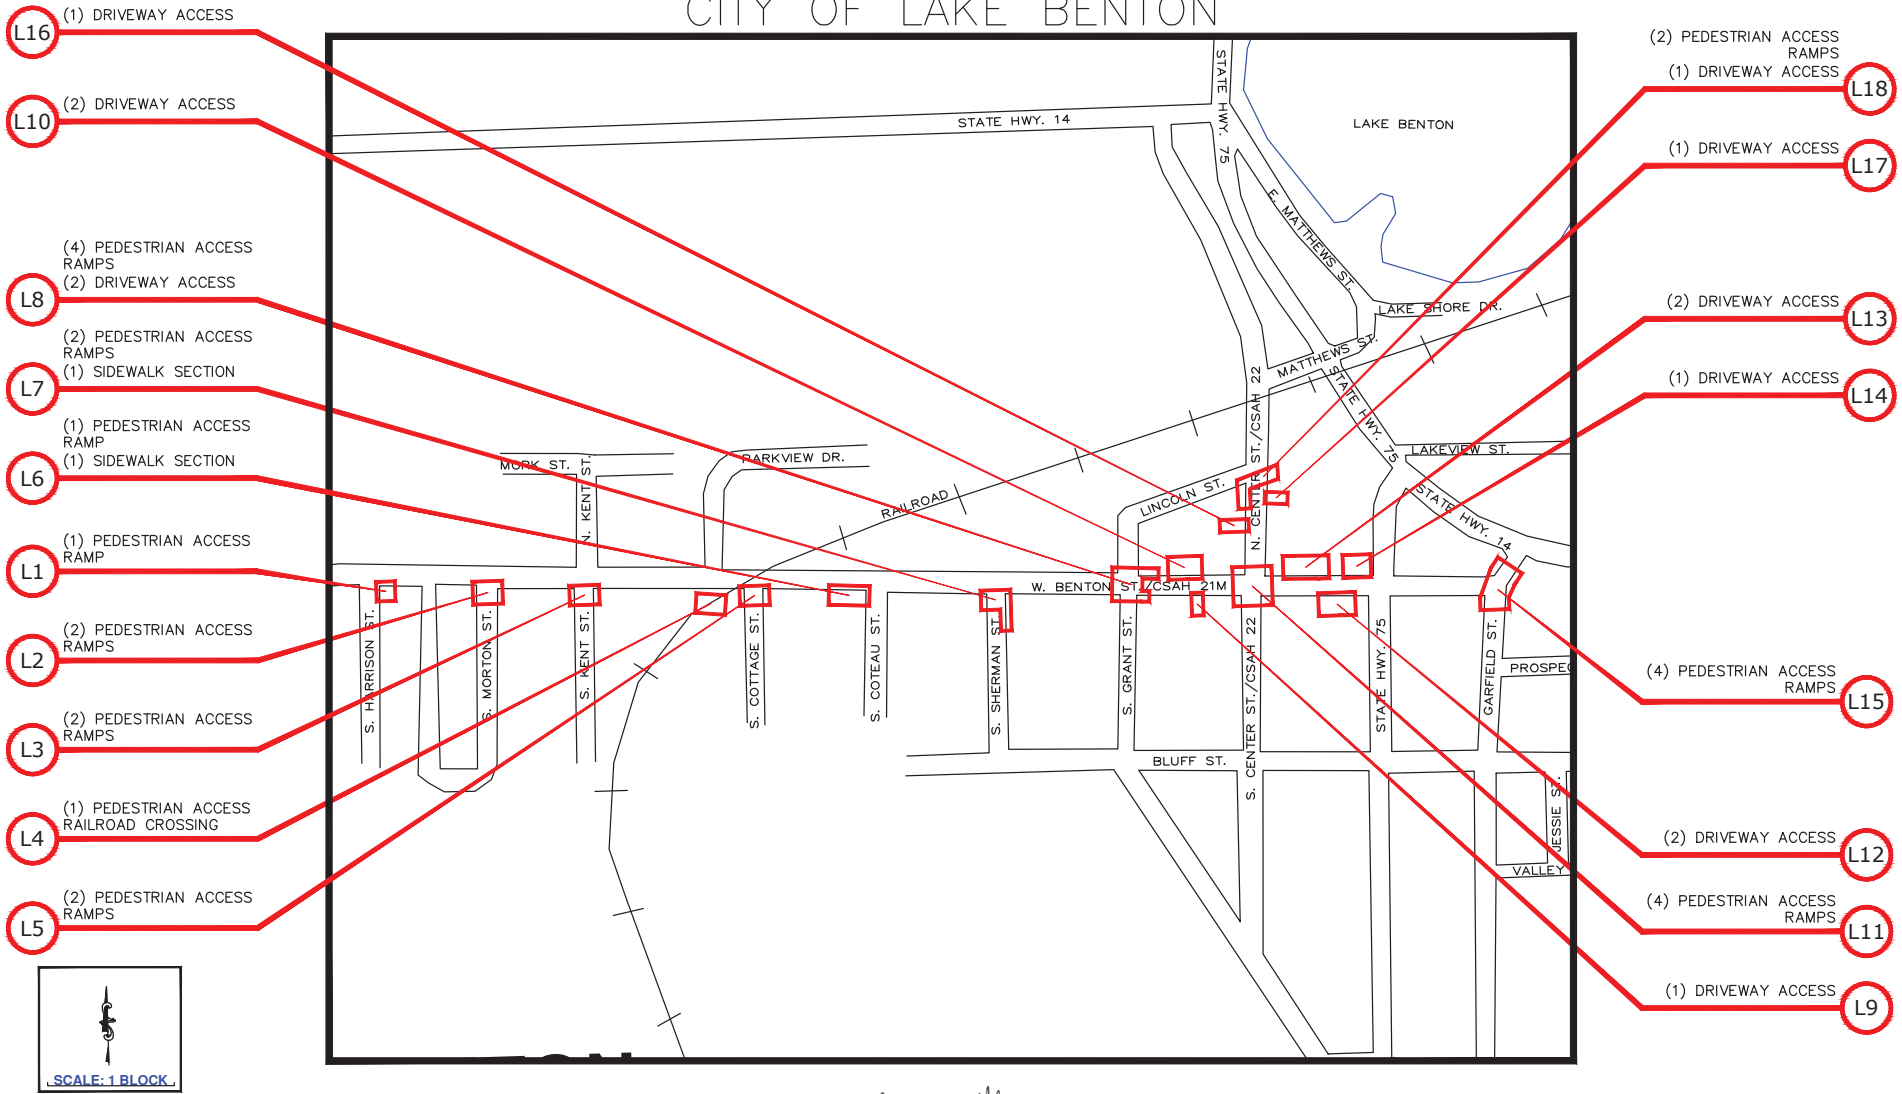 CITY OF LAKE BENTON
L16
(1) DRIVEWAY ACCESS
L10
(2) DRIVEWAY ACCESS
L8
(4) PEDESTRIAN ACCESS
RAMPS
(2) DRIVEWAY ACCESS
L7
(2) PEDESTRIAN ACCESS
RAMPS
(1) SIDEWALK SECTION
L6
(1) PEDESTRIAN ACCESS
RAMP
(1) SIDEWALK SECTION
L1
(1) PEDESTRIAN ACCESS
RAMP
L2
(2) PEDESTRIAN ACCESS
RAMPS
L3
(2) PEDESTRIAN ACCESS
RAMPS
L4
(1) PEDESTRIAN ACCESS
RAILROAD CROSSING
L5
(2) PEDESTRIAN ACCESS
RAMPS
SCALE: 1 BLOCK
STATE HWY. 14
STATE HWY. 75
LAKE BENTON
E. MATTHEWS ST.
LAKE SHORE DR.
MATTHEWS ST.
STATE HWY. 75
LAKEVIEW ST.
STATE HWY. 14
N. CENTER ST./CSAH 22
LINCOLN ST.
RAILROAD
PARKVIEW DR.
MORK ST.
N. KENT ST.
W. BENTON ST./CSAH 21M
S. HARRISON ST.
S. MORTON ST.
S. KENT ST.
S. COTTAGE ST.
S. COTEAU ST.
S. SHERMAN ST.
S. GRANT ST.
S. CENTER ST./CSAH 22
STATE HWY. 75
GARFIELD ST.
PROSPEC
BLUFF ST.
JESSIE ST.
VALLEY
(2) PEDESTRIAN ACCESS
RAMPS
(1) DRIVEWAY ACCESS
L18
(1) DRIVEWAY ACCESS
L17
(2) DRIVEWAY ACCESS
L13
(1) DRIVEWAY ACCESS
L14
(4) PEDESTRIAN ACCESS
RAMPS
L15
(2) DRIVEWAY ACCESS
L12
(4) PEDESTRIAN ACCESS
RAMPS
L11
(1) DRIVEWAY ACCESS
L9